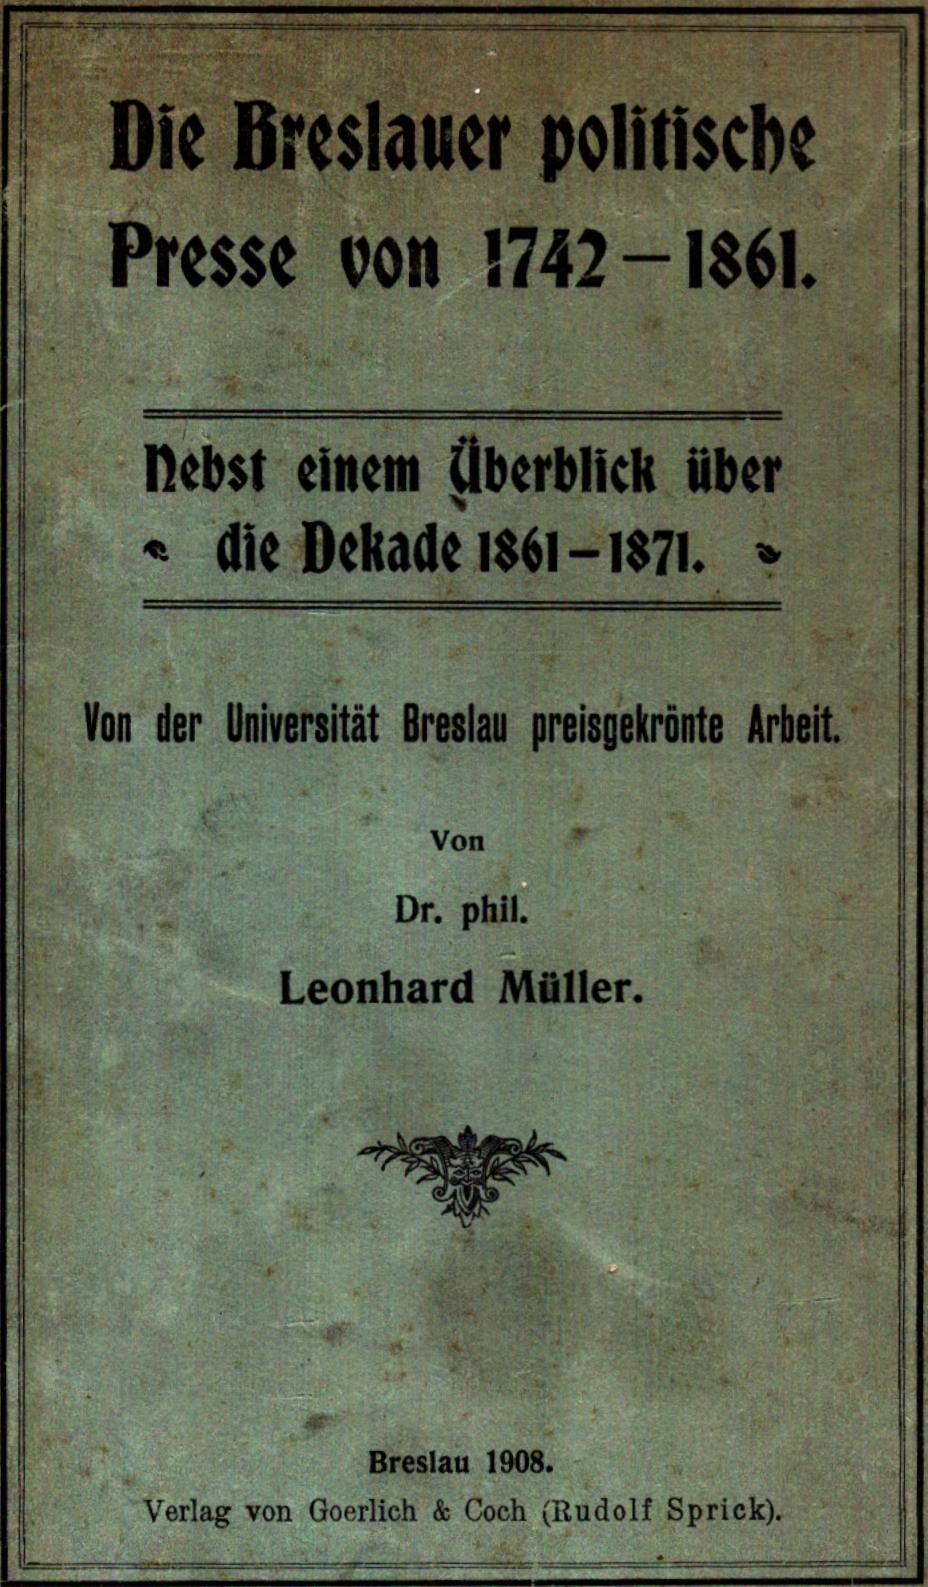 Die Breslauer politische
Presse von 1742 – 1861.
Nebst einem Überblick über
die Dekade 1861 – 1871.
Von der Universität Breslau preisgekrönte Arbeit.
Von
Dr. phil.
Leonhard Müller.
Breslau 1908.
Verlag von Goerlich & Coch (Rudolf Sprick).